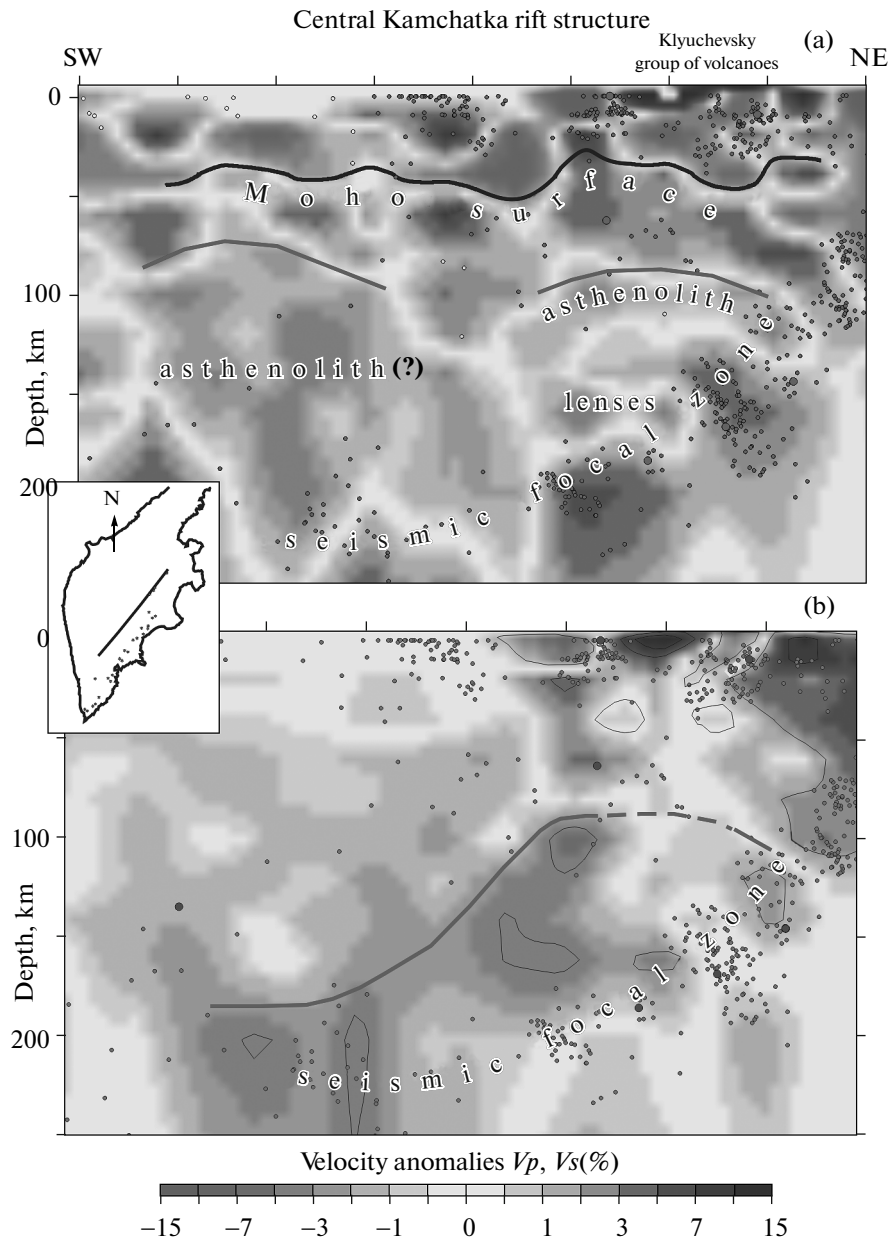 Central Kamchatka rift structure
Klyuchevsky
group of volcanoes
(a)
SW
NE
0
Moho surface
100
asthenolith
asthenolith (?)
lenses
seismic focal zone
200
Depth, km
N
(b)
0
100
200
Depth, km
seismic focal zone
Velocity anomalies Vp, Vs(%)
−15 −7 −3 −1 0 1 3 7 15